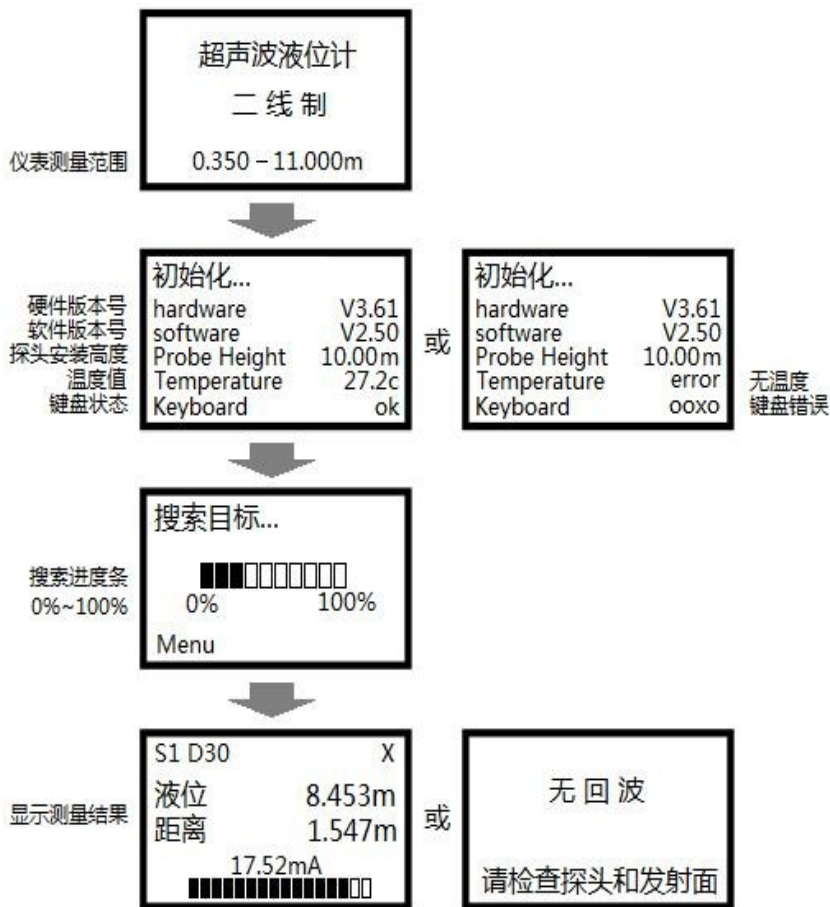 超声波液位计
二线制
仪表测量范围
0.350 – 11.000m
初始化...
硬件版本号
hardware V3.61
软件版本号
software V2.50
探头安装高度
Probe Height 10.00m
温度值
Temperature 27.2c
键盘状态
Keyboard ok
或
初始化...
hardware V3.61
software V2.50
Probe Height 10.00m
Temperature error
无温度
Keyboard ooxo
键盘错误
搜索目标...
搜索进度条
0%~100%
0% 100%
Menu
显示测量结果
S1 D30 X
液位 8.453m
距离 1.547m
17.52mA
或
无回波
请检查探头和发射面